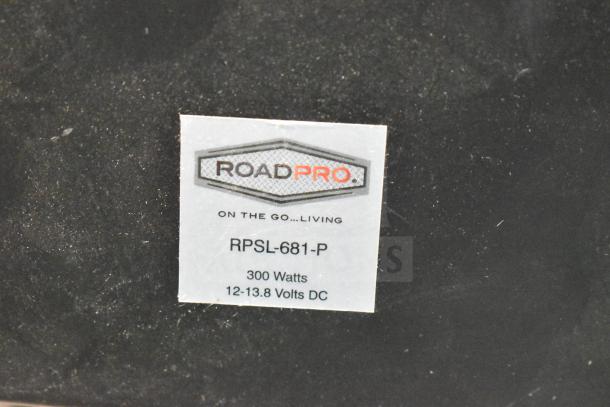 ROADPRO.
ON THE GO...LIVING
RPSL-681-P
300 Watts
12-13.8 Volts DC